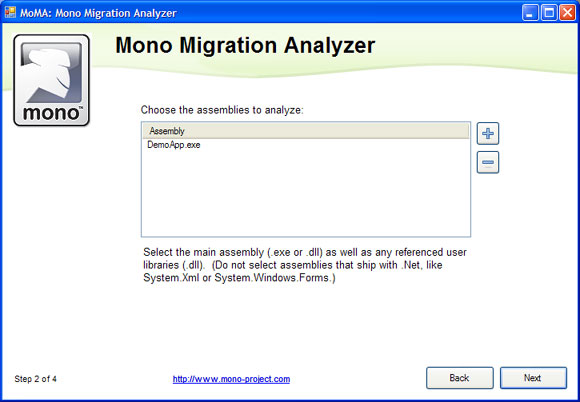 MoMA: Mono Migration Analyzer
Mono Migration Analyzer
mono™
Choose the assemblies to analyze:
Assembly
DemoApp.exe
Select the main assembly (.exe or .dll) as well as any referenced user
libraries (.dll).  (Do not select assemblies that ship with .Net, like
System.Xml or System.Windows.Forms.)
Step 2 of 4
http://www.mono-project.com
Back
Next